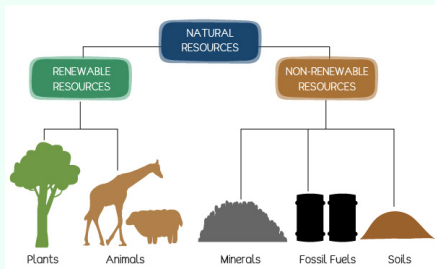 NATURAL
RESOURCES
RENEWABLE
RESOURCES
NON-RENEWABLE
RESOURCES
Plants
Animals
Minerals
Fossil Fuels
Soils